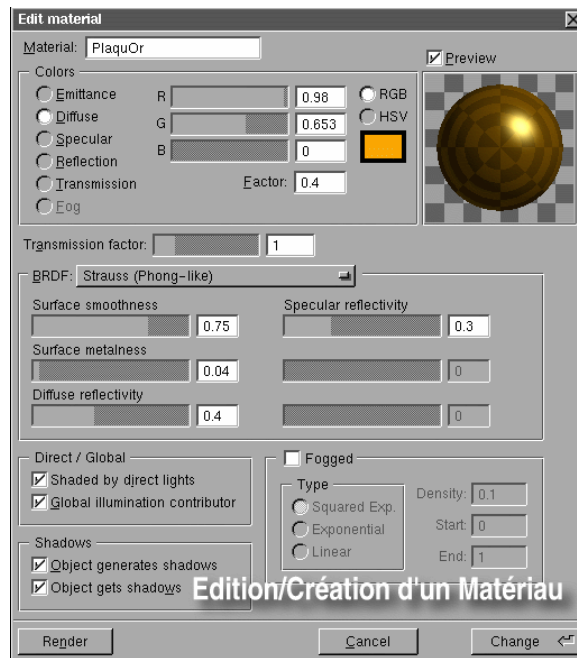 Edit material
Material: PlaquOr
Preview
Colors
Emittance
Diffuse
Specular
Reflection
Transmission
Fog
R 0.98
G 0.653
B 0
RGB
HSV
Factor: 0.4
Transmission factor: 1
BRDF: Strauss (Phong-like)
Surface smoothness
0.75
Specular reflectivity
0.3
Surface metalness
0.04
0
Diffuse reflectivity
0.4
0
Direct / Global
Shaded by direct lights
Global illumination contributor
Shadows
Object generates shadows
Object gets shadows
Fogged
Type
Squared Exp.
Exponential
Linear
Density: 0.1
Start: 0
End: 1
Edition/Création d'un Matériau
Render
Cancel
Change